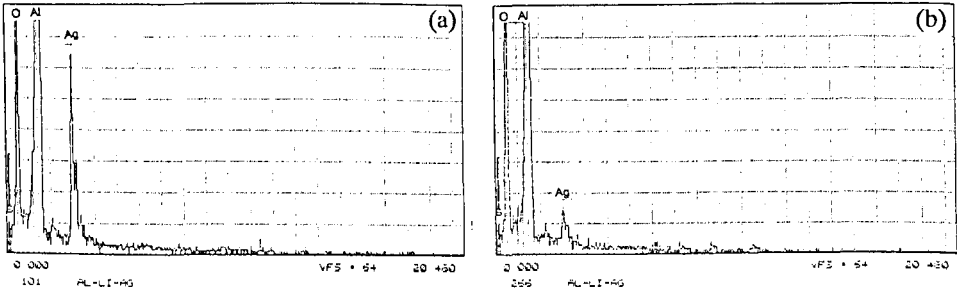 (a)
O Al
Ag
0.000 VFS = 64 20.480
101 AL-LI-AG
(b)
O Al
Ag
0.000 VFS = 64 20.480
266 AL-LI-AG